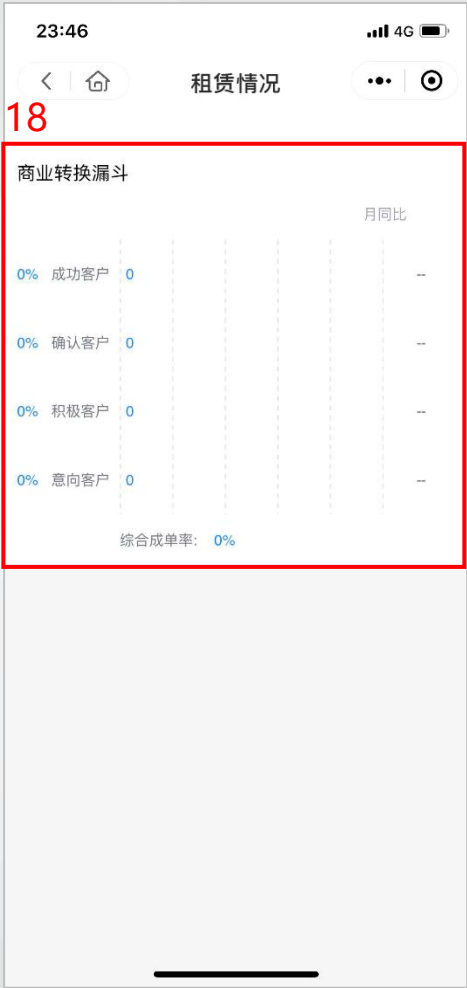 23:46 4G
租赁情况
18
商业转换漏斗
月同比
0% 成功客户 0 --
0% 确认客户 0 --
0% 积极客户 0 --
0% 意向客户 0 --
综合成单率: 0%